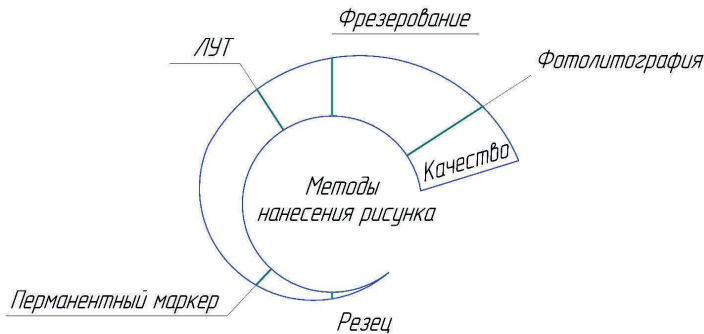 Фрезерование
ЛУТ
Фотолитография
Качество
Методы
нанесения рисунка
Перманентный маркер
Резец